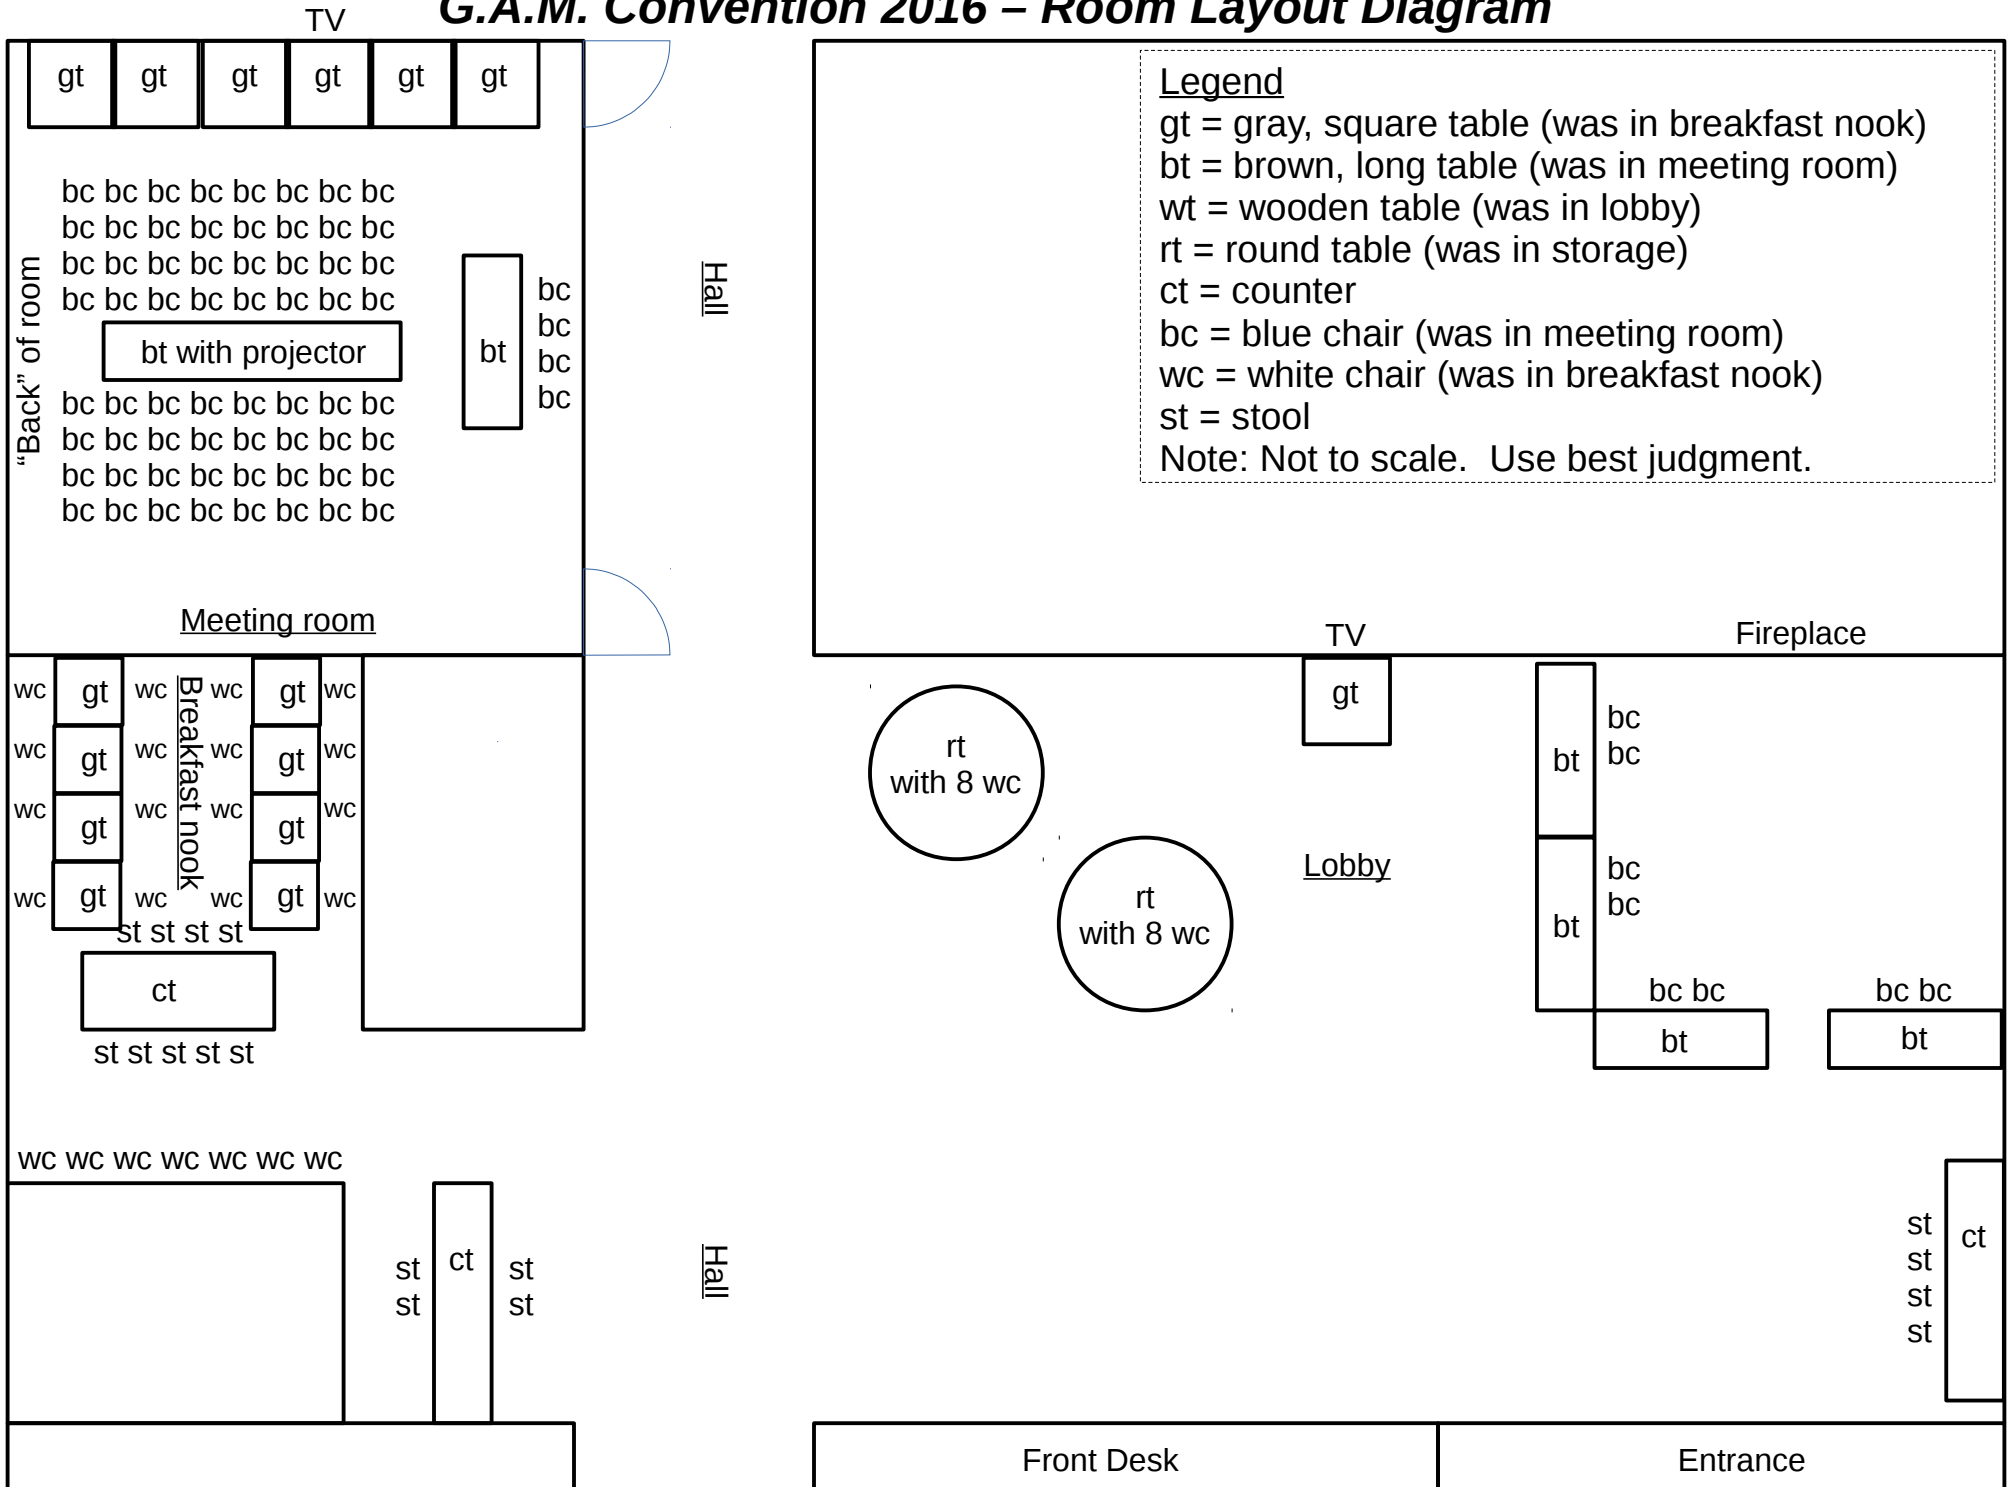 G.A.M. Convention 2016 – Room Layout Diagram
TV
gt gt gt gt gt gt
bc bc bc bc bc bc bc bc
bc bc bc bc bc bc bc bc
bc bc bc bc bc bc bc bc
bc bc bc bc bc bc bc bc
“Back” of room
bt with projector
bt
bc
bc
bc
bc
bc bc bc bc bc bc bc bc
bc bc bc bc bc bc bc bc
bc bc bc bc bc bc bc bc
bc bc bc bc bc bc bc bc
Meeting room
Hall
Legend
gt = gray, square table (was in breakfast nook)
bt = brown, long table (was in meeting room)
wt = wooden table (was in lobby)
rt = round table (was in storage)
ct = counter
bc = blue chair (was in meeting room)
wc = white chair (was in breakfast nook)
st = stool
Note: Not to scale.  Use best judgment.
wc gt wc wc gt wc
wc gt wc wc gt wc
wc gt wc wc gt wc
wc gt wc wc gt wc
Breakfast nook
st st st st
ct
st st st st st
wc wc wc wc wc wc wc
st
st
ct
st
st
Hall
TV
gt
Fireplace
rt
with 8 wc
rt
with 8 wc
Lobby
bt
bc
bc
bt
bc
bc
bc bc
bt
bc bc
bt
st
st
st
st
ct
Front Desk
Entrance